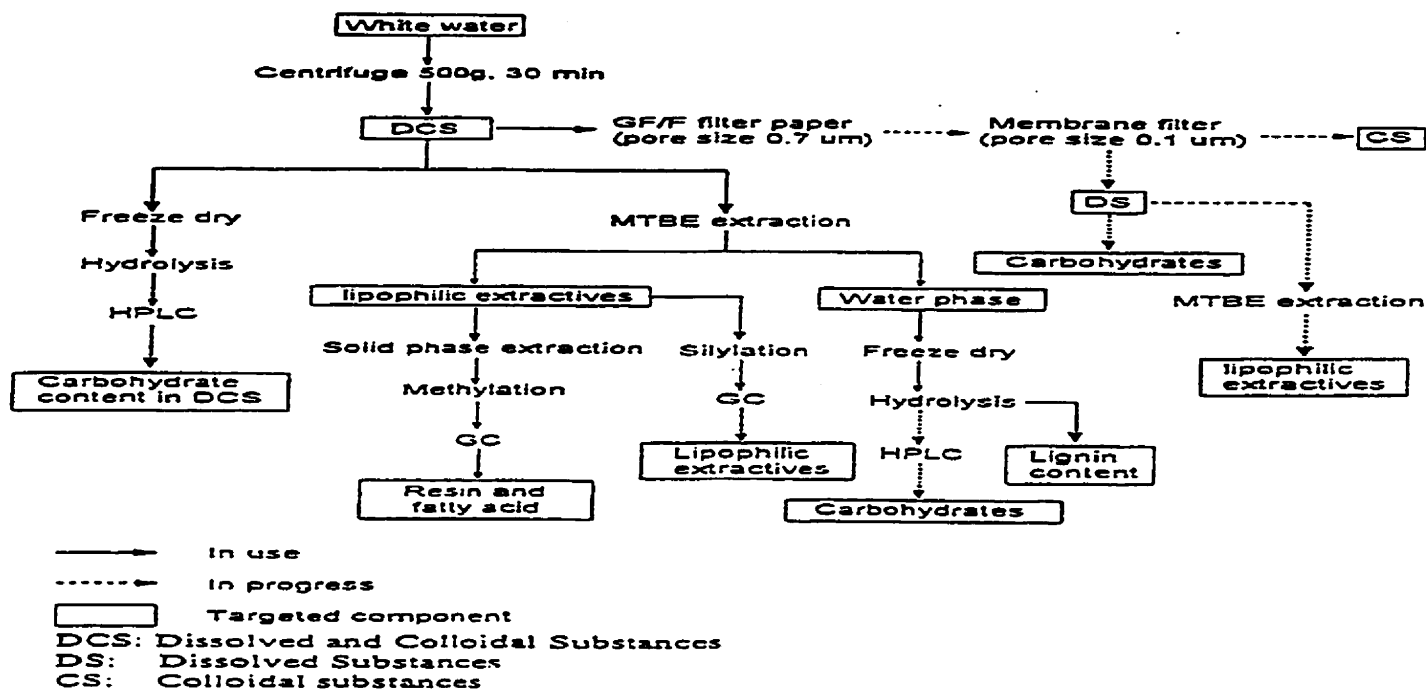 White water
Centrifuge 500g. 30 min
DCS
GF/F filter paper
(pore size 0.7 um)
Membrane filter
(pore size 0.1 um)
CS
Freeze dry
Hydrolysis
HPLC
Carbohydrate
content in DCS
MTBE extraction
lipophilic extractives
Solid phase extraction
Methylation
GC
Resin and
fatty acid
Silylation
GC
Lipophilic
extractives
Water phase
Freeze dry
Hydrolysis
HPLC
Carbohydrates
Lignin
content
DS
Carbohydrates
MTBE extraction
lipophilic
extractives
In use
In progress
Targeted component
DCS: Dissolved and Colloidal Substances
DS: Dissolved Substances
CS: Colloidal substances